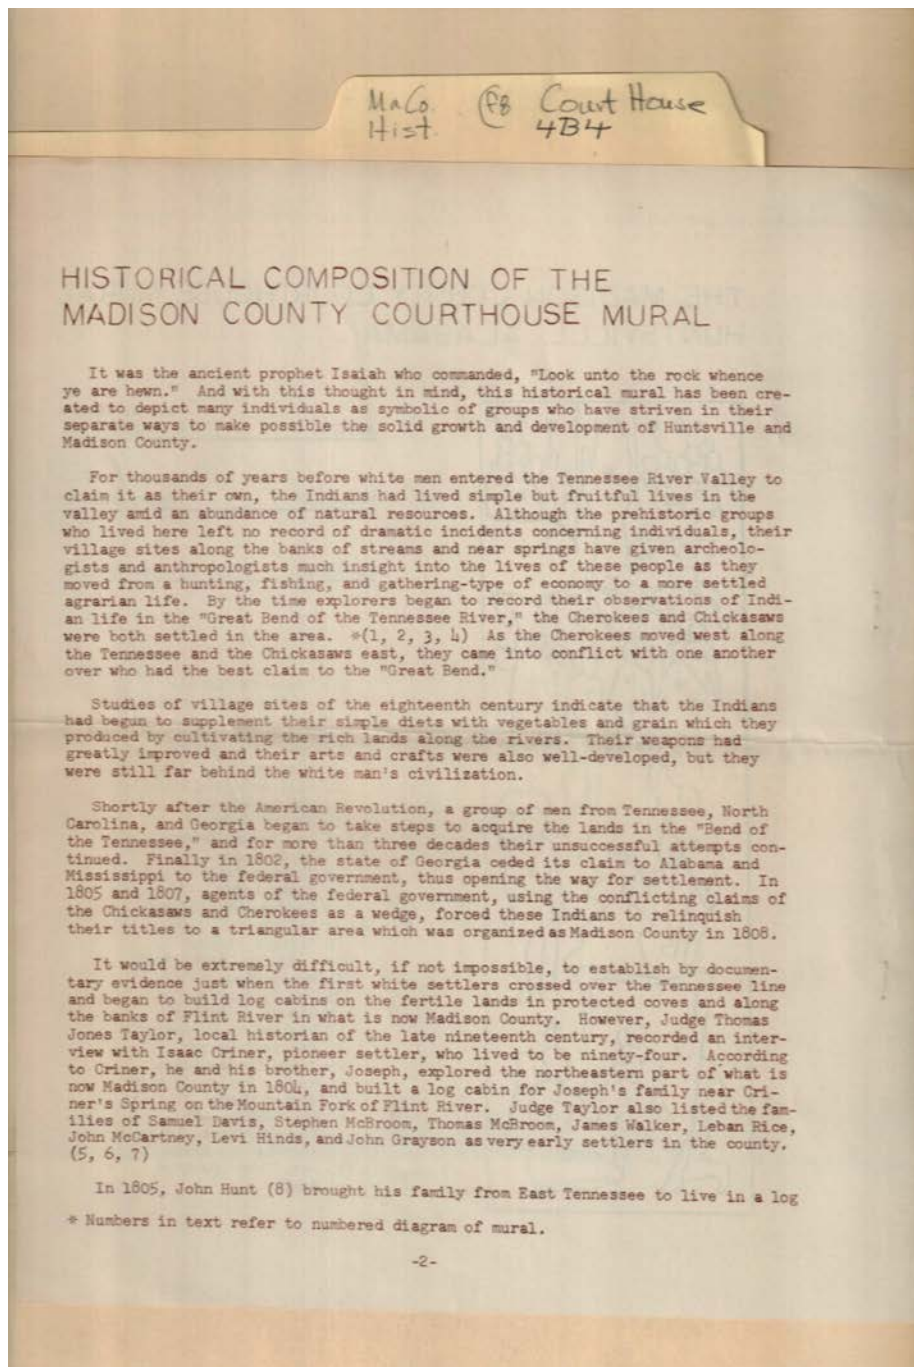 MaCo. (f8 Court House
Hist. 4B4
HISTORICAL COMPOSITION OF THE
MADISON COUNTY COURTHOUSE MURAL
It was the ancient prophet Isaiah who commanded, "Look unto the rock whence
ye are hewn." And with this thought in mind, this historical mural has been cre-
ated to depict many individuals as symbolic of groups who have striven in their
separate ways to make possible the solid growth and development of Huntsville and
Madison County.
For thousands of years before white men entered the Tennessee River Valley to
claim it as their own, the Indians had lived simple but fruitful lives in the
valley amid an abundance of natural resources. Although the prehistoric groups
who lived here left no record of dramatic incidents concerning individuals, their
village sites along the banks of streams and near springs have given archeolo-
gists and anthropologists much insight into the lives of these people as they
moved from a hunting, fishing, and gathering-type of economy to a more settled
agrarian life. By the time explorers began to record their observations of Indi-
an life in the "Great Bend of the Tennessee River," the Cherokees and Chickasaws
were both settled in the area. *(1, 2, 3, 4) As the Cherokees moved west along
the Tennessee and the Chickasaws east, they came into conflict with one another
over who had the best claim to the "Great Bend."
Studies of village sites of the eighteenth century indicate that the Indians
had begun to supplement their simple diets with vegetables and grain which they
produced by cultivating the rich lands along the rivers. Their weapons had
greatly improved and their arts and crafts were also well-developed, but they
were still far behind the white man's civilization.
Shortly after the American Revolution, a group of men from Tennessee, North
Carolina, and Georgia began to take steps to acquire the lands in the "Bend of
the Tennessee," and for more than three decades their unsuccessful attempts con-
tinued. Finally in 1802, the state of Georgia ceded its claim to Alabama and
Mississippi to the federal government, thus opening the way for settlement. In
1805 and 1807, agents of the federal government, using the conflicting claims of
the Chickasaws and Cherokees as a wedge, forced these Indians to relinquish
their titles to a triangular area which was organized as Madison County in 1808.
It would be extremely difficult, if not impossible, to establish by documen-
tary evidence just when the first white settlers crossed over the Tennessee line
and began to build log cabins on the fertile lands in protected coves and along
the banks of Flint River in what is now Madison County. However, Judge Thomas
Jones Taylor, local historian of the late nineteenth century, recorded an inter-
view with Isaac Criner, pioneer settler, who lived to be ninety-four. According
to Criner, he and his brother, Joseph, explored the northeastern part of what is
now Madison County in 1804, and built a log cabin for Joseph's family near Cri-
ner's Spring on the Mountain Fork of Flint River. Judge Taylor also listed the fam-
ilies of Samuel Davis, Stephen McBroom, Thomas McBroom, James Walker, Leban Rice,
John McCartney, Levi Hinds, and John Grayson as very early settlers in the county.
(5, 6, 7)
In 1805, John Hunt (8) brought his family from East Tennessee to live in a log
* Numbers in text refer to numbered diagram of mural.
-2-